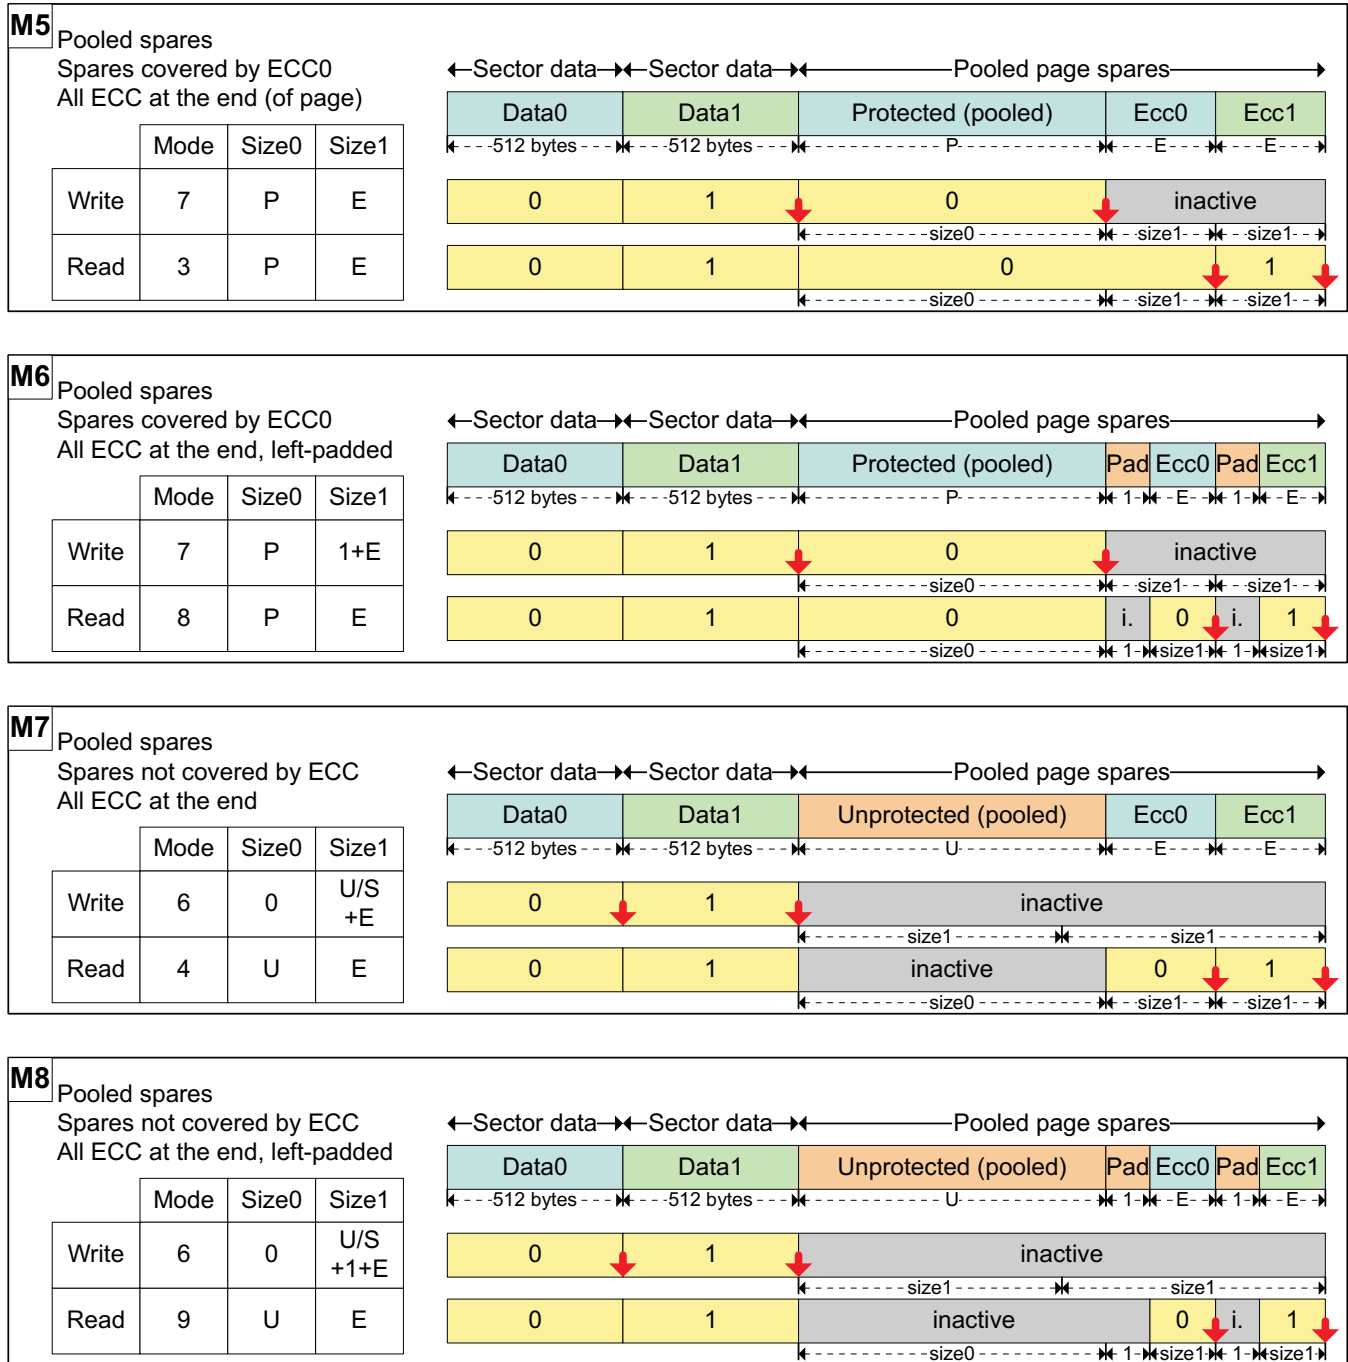 M5
Pooled spares
Spares covered by ECC0
All ECC at the end (of page)
Mode Size0 Size1
Write 7 P E
Read 3 P E
Sector data Sector data Pooled page spares
Data0 Data1 Protected (pooled) Ecc0 Ecc1
512 bytes 512 bytes P E E
0 1 0 inactive
size0 size1 size1
0 1 0 1
size0 size1 size1
M6
Pooled spares
Spares covered by ECC0
All ECC at the end, left-padded
Mode Size0 Size1
Write 7 P 1+E
Read 8 P E
Sector data Sector data Pooled page spares
Data0 Data1 Protected (pooled) Pad Ecc0 Pad Ecc1
512 bytes 512 bytes P 1 E 1 E
0 1 0 inactive
size0 size1 size1
0 1 0 i. 0 i. 1
size0 1 size1 1 size1
M7
Pooled spares
Spares not covered by ECC
All ECC at the end
Mode Size0 Size1
Write 6 0 U/S
+E
Read 4 U E
Sector data Sector data Pooled page spares
Data0 Data1 Unprotected (pooled) Ecc0 Ecc1
512 bytes 512 bytes U E E
0 1 inactive
size1 size1
0 1 inactive 0 1
size0 size1 size1
M8
Pooled spares
Spares not covered by ECC
All ECC at the end, left-padded
Mode Size0 Size1
Write 6 0 U/S
+1+E
Read 9 U E
Sector data Sector data Pooled page spares
Data0 Data1 Unprotected (pooled) Pad Ecc0 Pad Ecc1
512 bytes 512 bytes U 1 E 1 E
0 1 inactive
size1 size1
0 1 inactive 0 i. 1
size0 1 size1 1 size1